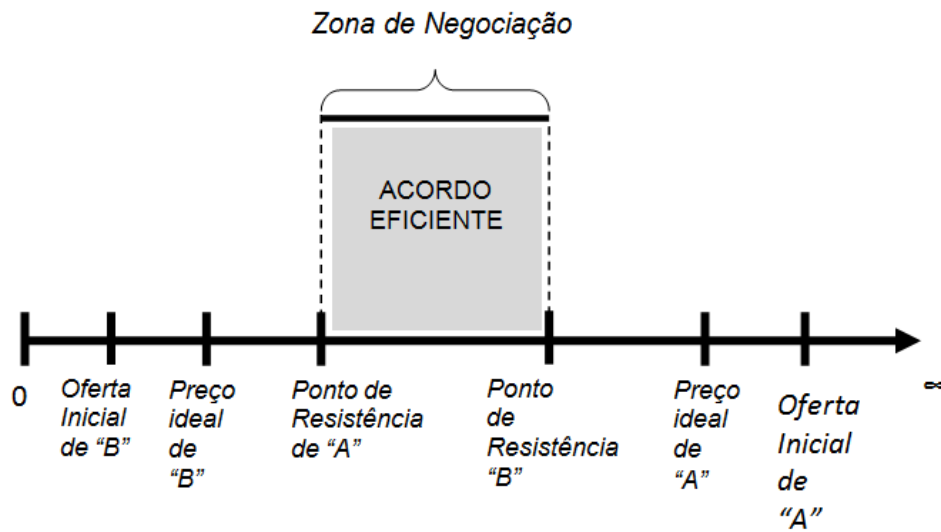 Zona de Negociação
ACORDO
EFICIENTE
0
Oferta
Inicial
de “B”
Preço
ideal
de
“B”
Ponto de
Resistência
de “A”
Ponto
de
Resistência
“B”
Preço
ideal
de
“A”
Oferta
Inicial
de
“A”
∞